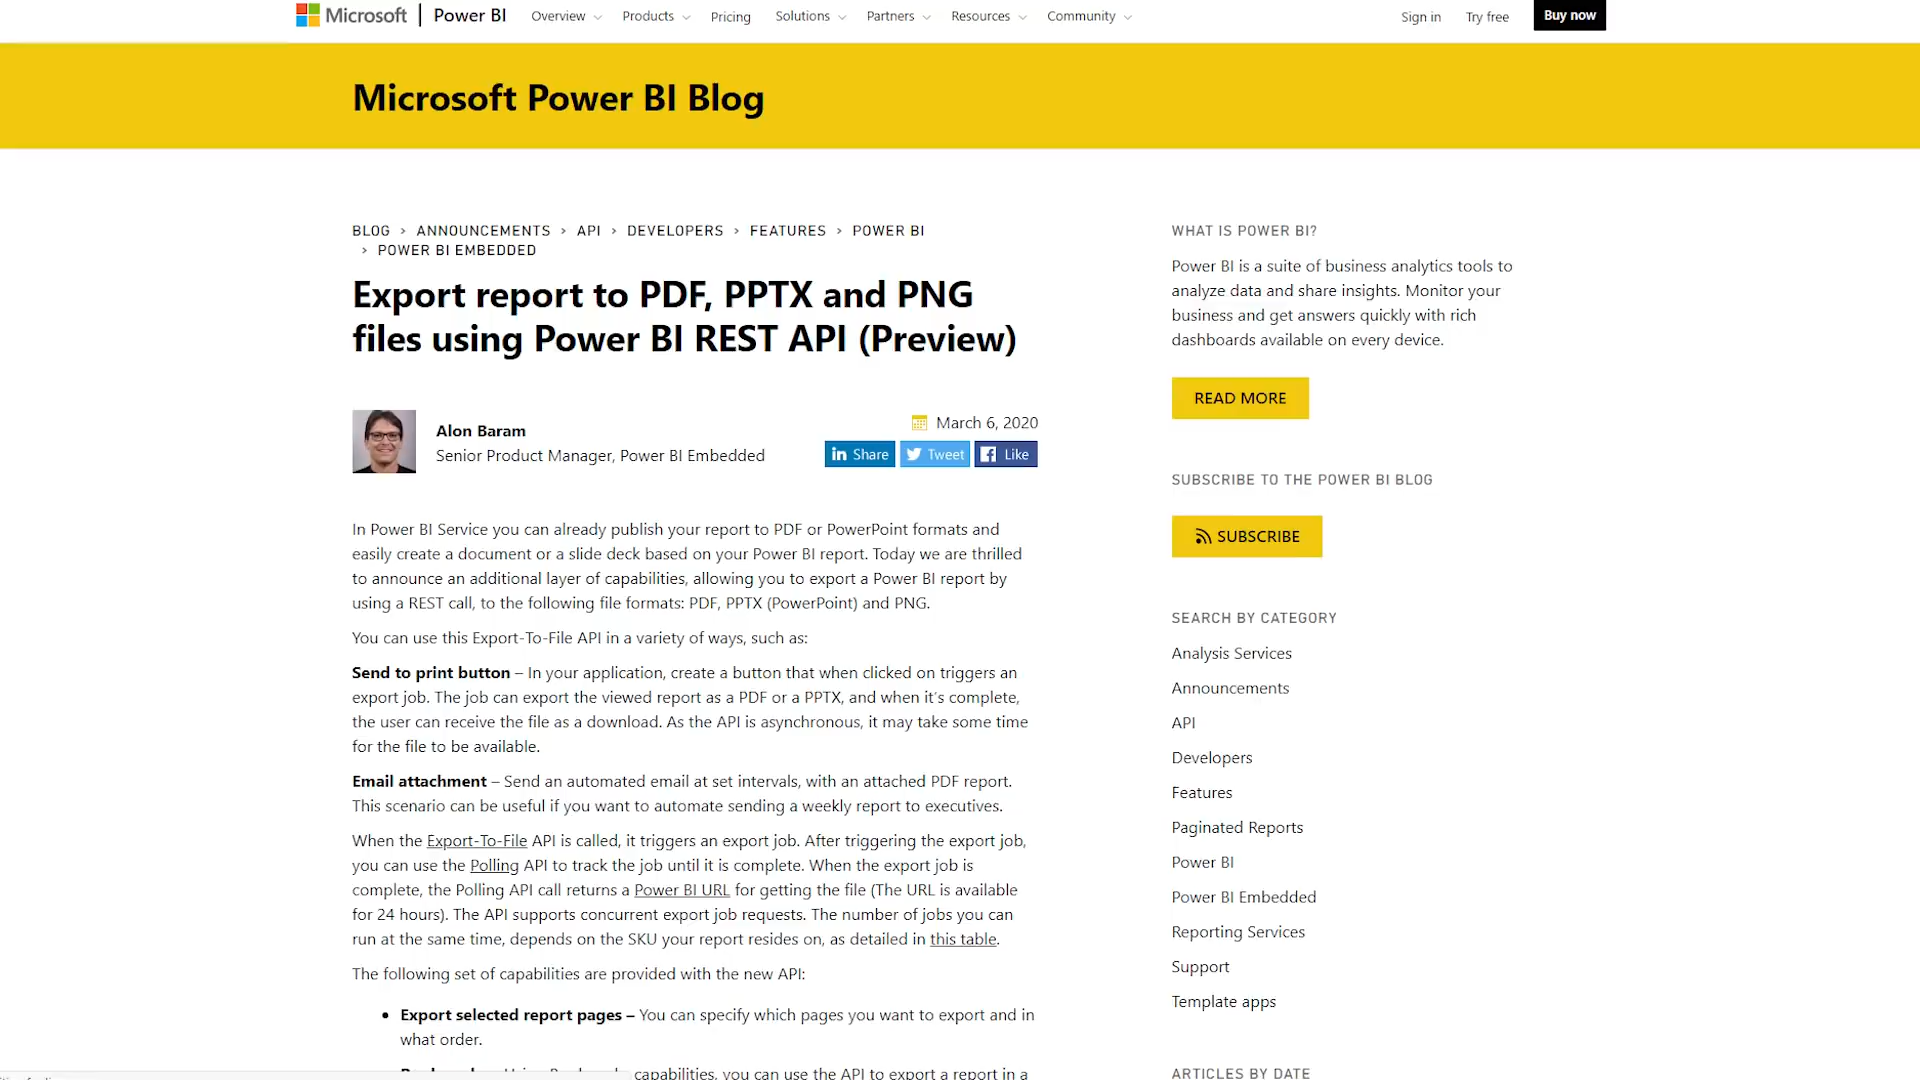 Microsoft | Power BI Overview Products Pricing Solutions Partners Resources Community Sign in Try free Buy now
Microsoft Power BI Blog
BLOG > ANNOUNCEMENTS > API > DEVELOPERS > FEATURES > POWER BI
> POWER BI EMBEDDED
Export report to PDF, PPTX and PNG
files using Power BI REST API (Preview)
Alon Baram
Senior Product Manager, Power BI Embedded
March 6, 2020
in Share Tweet Like
In Power BI Service you can already publish your report to PDF or PowerPoint formats and
easily create a document or a slide deck based on your Power BI report. Today we are thrilled
to announce an additional layer of capabilities, allowing you to export a Power BI report by
using a REST call, to the following file formats: PDF, PPTX (PowerPoint) and PNG.
You can use this Export-To-File API in a variety of ways, such as:
Send to print button – In your application, create a button that when clicked on triggers an
export job. The job can export the viewed report as a PDF or a PPTX, and when it's complete,
the user can receive the file as a download. As the API is asynchronous, it may take some time
for the file to be available.
Email attachment – Send an automated email at set intervals, with an attached PDF report.
This scenario can be useful if you want to automate sending a weekly report to executives.
When the Export-To-File API is called, it triggers an export job. After triggering the export job,
you can use the Polling API to track the job until it is complete. When the export job is
complete, the Polling API call returns a Power BI URL for getting the file (The URL is available
for 24 hours). The API supports concurrent export job requests. The number of jobs you can
run at the same time, depends on the SKU your report resides on, as detailed in this table.
The following set of capabilities are provided with the new API:
• Export selected report pages – You can specify which pages you want to export and in
what order.
capabilities, you can use the API to export a report in a
WHAT IS POWER BI?
Power BI is a suite of business analytics tools to
analyze data and share insights. Monitor your
business and get answers quickly with rich
dashboards available on every device.
READ MORE
SUBSCRIBE TO THE POWER BI BLOG
SUBSCRIBE
SEARCH BY CATEGORY
Analysis Services
Announcements
API
Developers
Features
Paginated Reports
Power BI
Power BI Embedded
Reporting Services
Support
Template apps
ARTICLES BY DATE